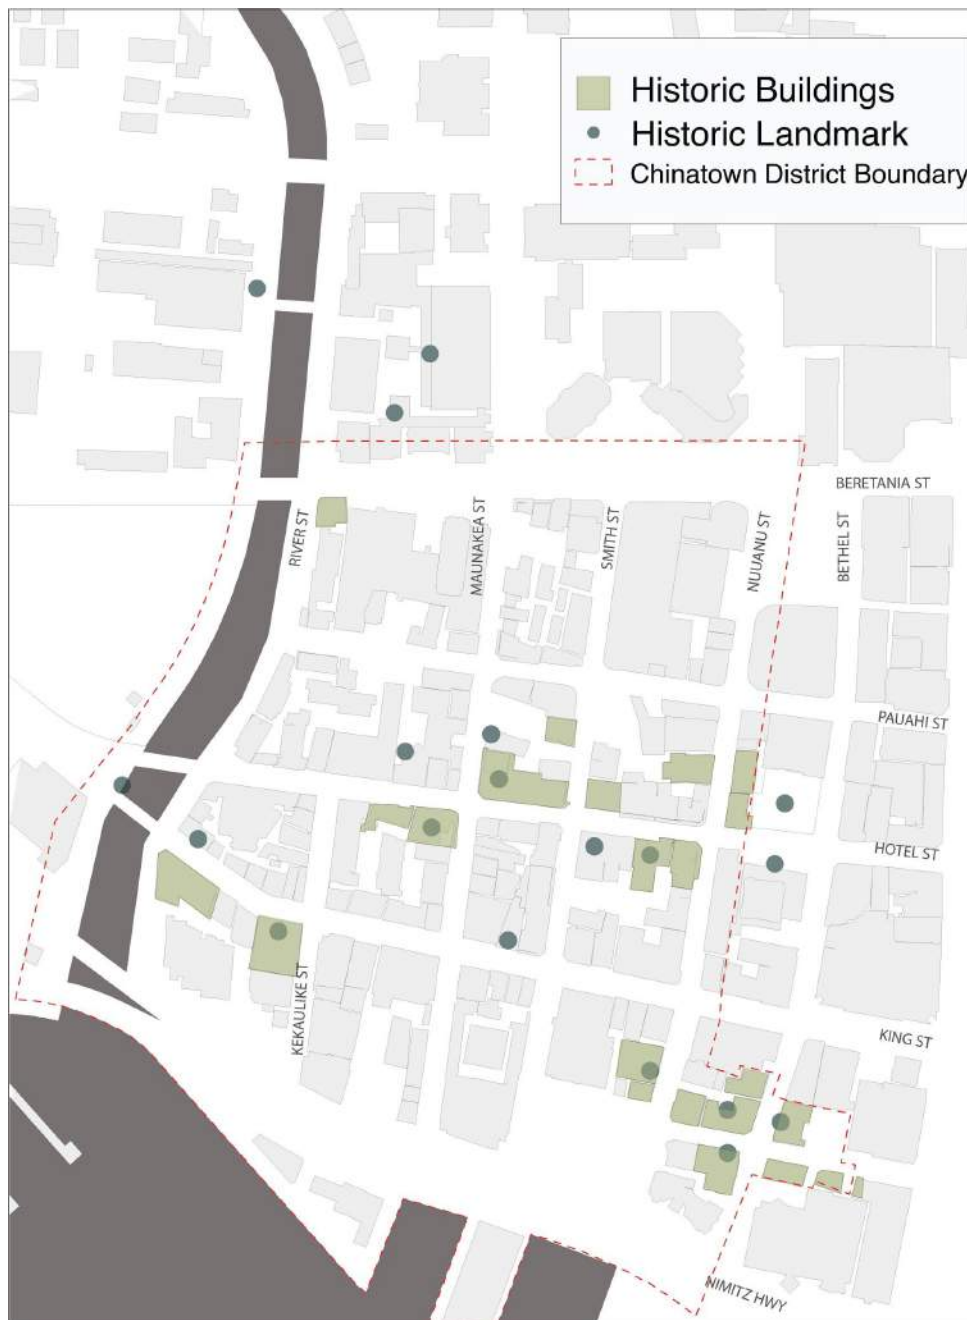 Historic Buildings
Historic Landmark
Chinatown District Boundary
BERETANIA ST
RIVER ST
MAUNAKEA ST
SMITH ST
NUUANU ST
BETHEL ST
PAUAHI ST
HOTEL ST
KEKAULIKE ST
KING ST
NIMITZ HWY